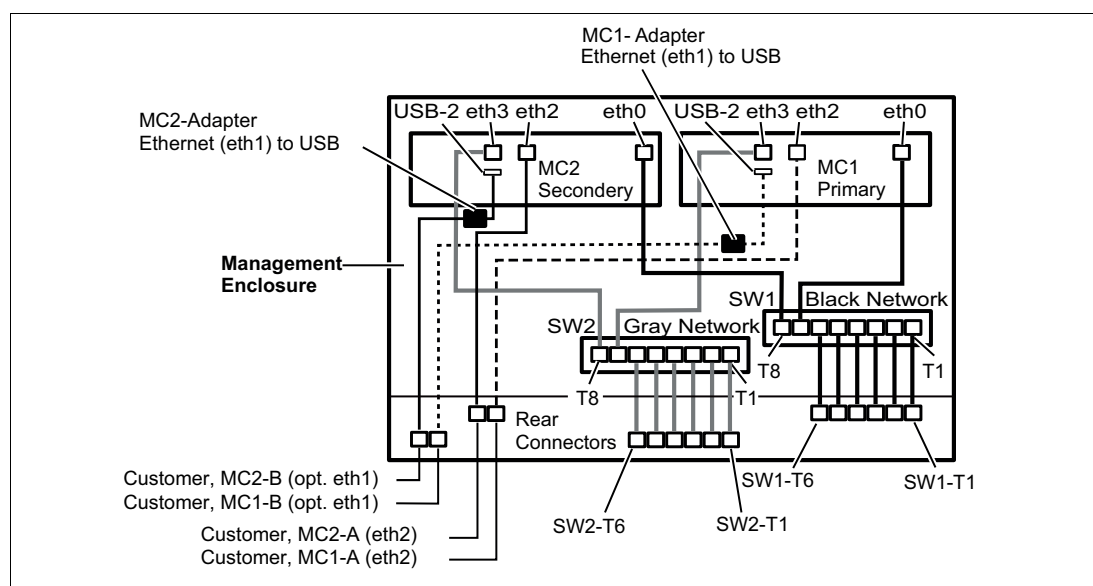 MC1- Adapter
Ethernet (eth1) to USB
MC2-Adapter
Ethernet (eth1) to USB
USB-2 eth3 eth2 eth0 USB-2 eth3 eth2 eth0
MC2
Secondery
MC1
Primary
Management
Enclosure
SW1 Black Network
SW2 Gray Network
T8 T1
T8 T1
Rear
Connectors
Customer, MC2-B (opt. eth1)
Customer, MC1-B (opt. eth1)
SW1-T6 SW1-T1
SW2-T6 SW2-T1
Customer, MC2-A (eth2)
Customer, MC1-A (eth2)